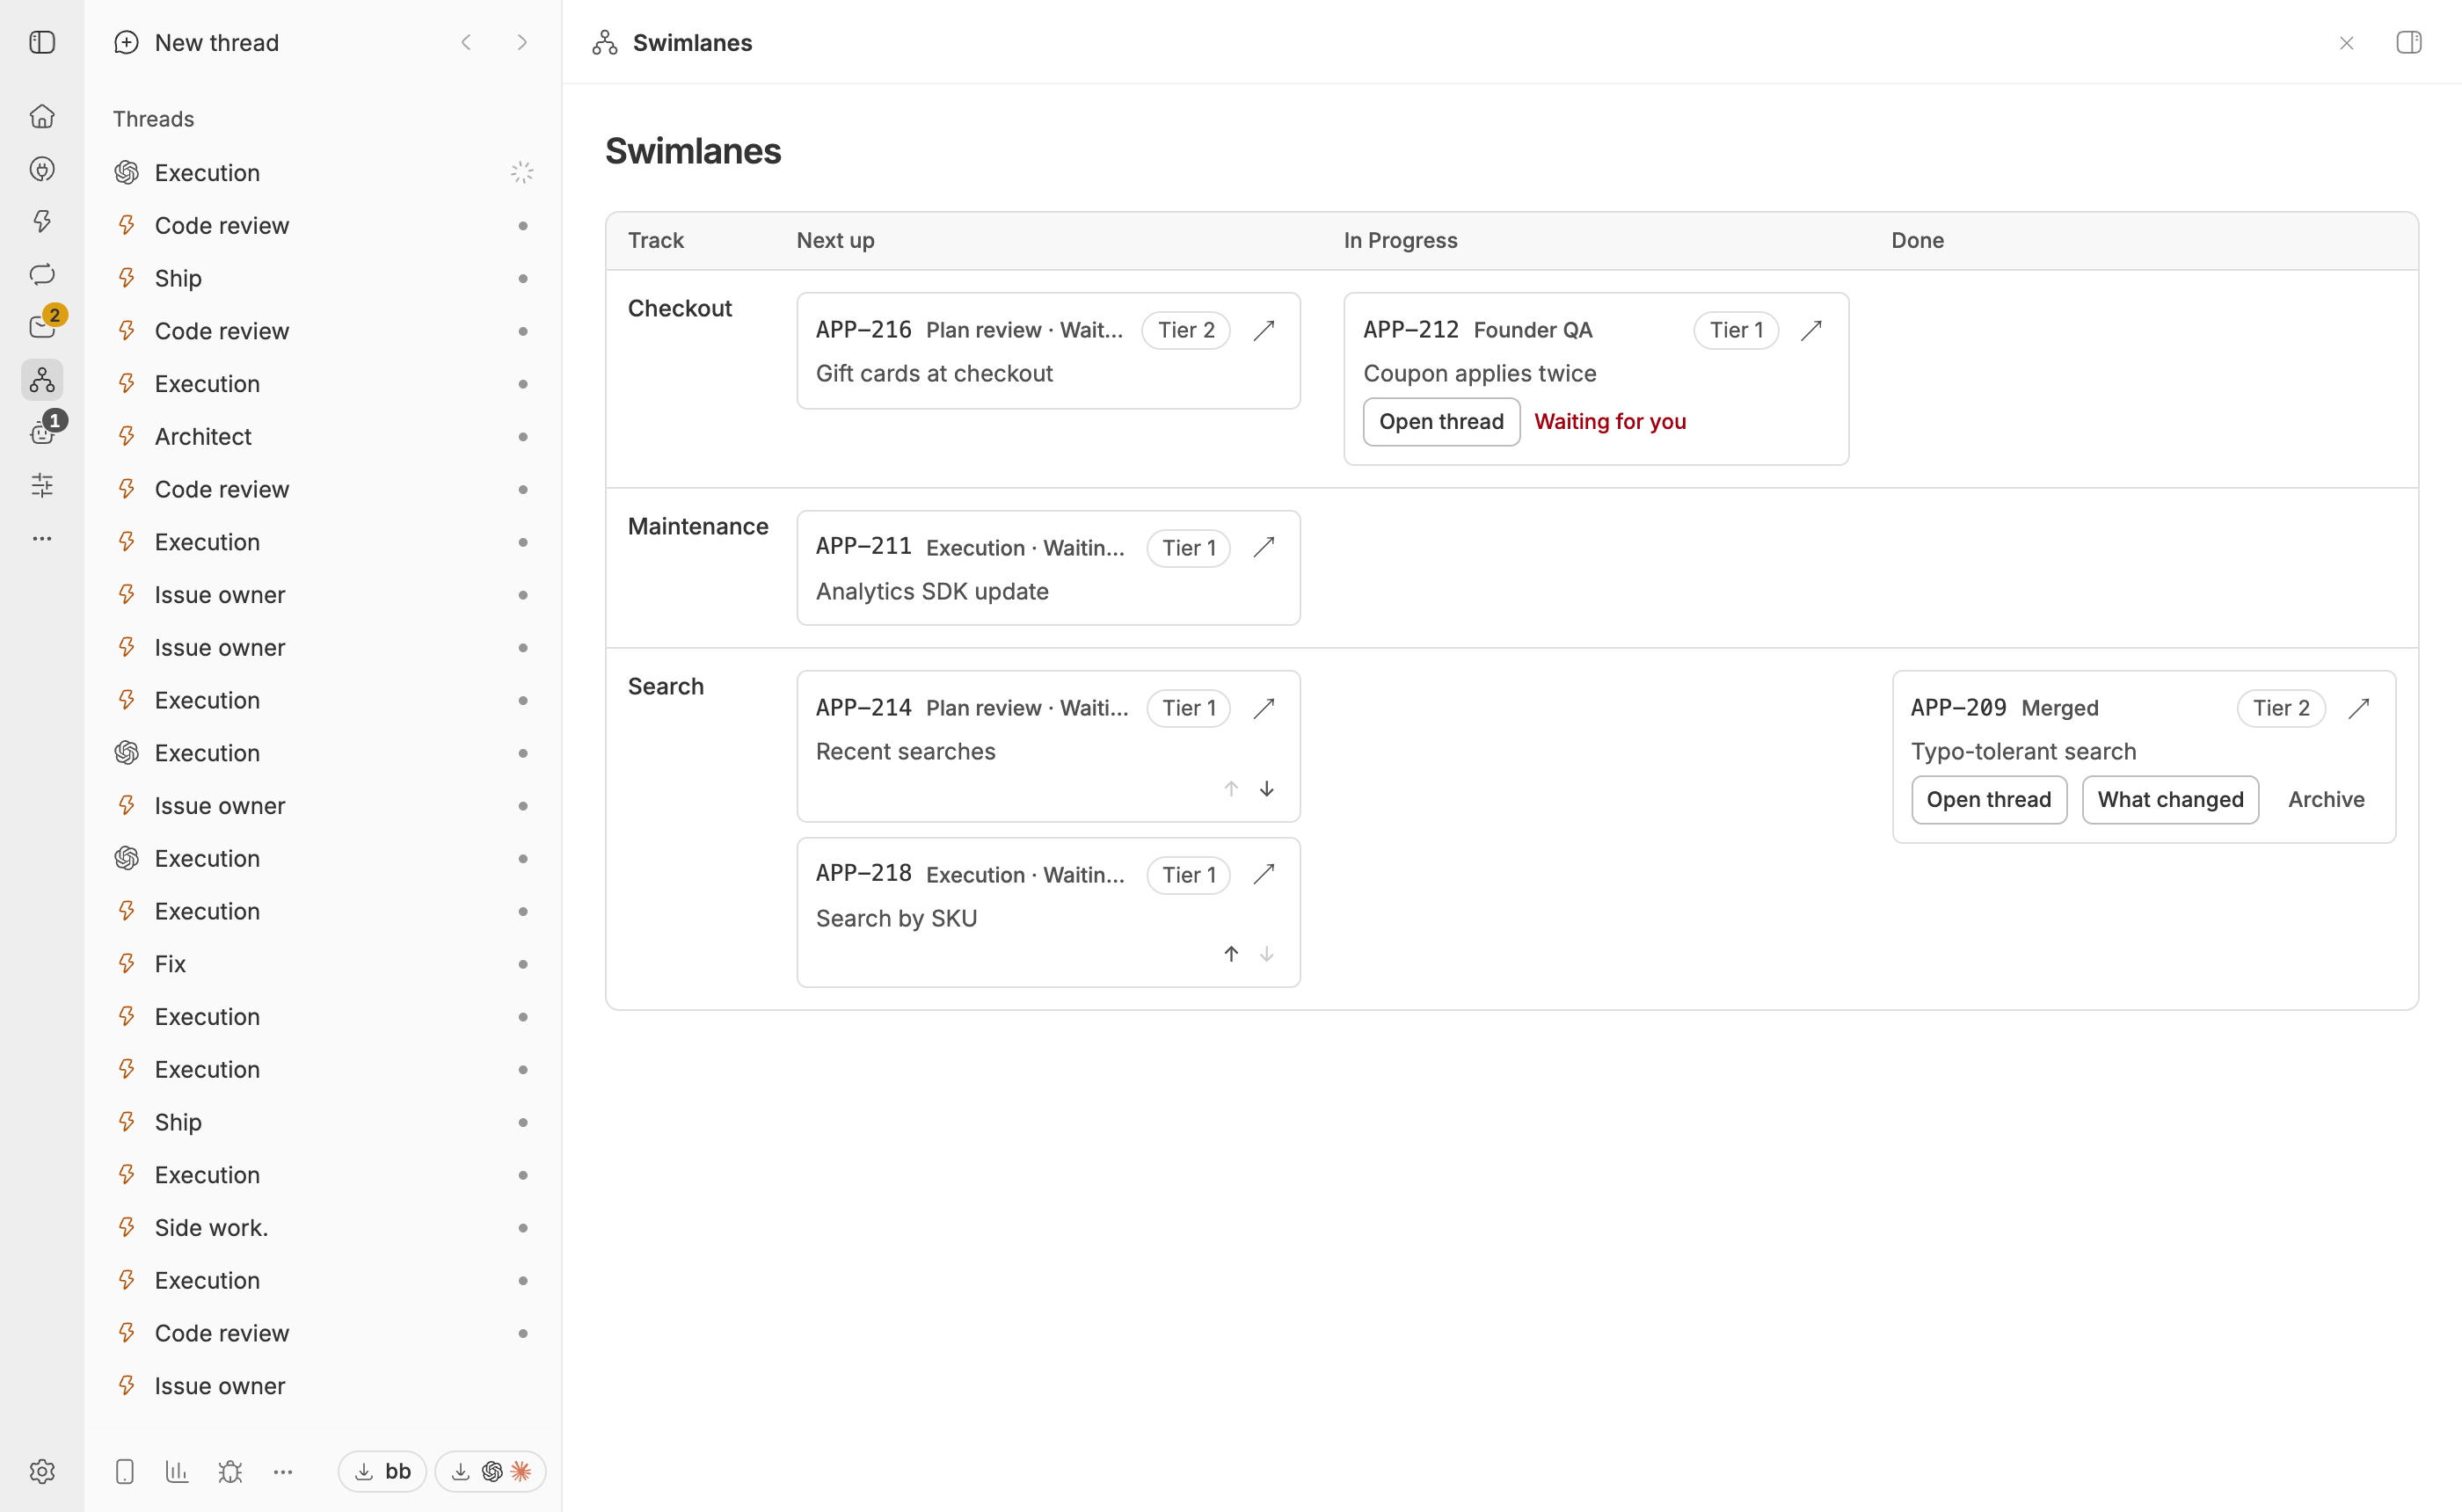 New thread
Threads
Execution
Code review
Ship
Code review
Execution
Architect
Code review
Execution
Issue owner
Issue owner
Execution
Execution
Issue owner
Execution
Execution
Fix
Execution
Execution
Ship
Execution
Side work.
Execution
Code review
Issue owner
2
1
bb
Swimlanes
Swimlanes
Track Next up In Progress Done
Checkout
APP-216 Plan review · Wait... Tier 2
Gift cards at checkout
APP-212 Founder QA Tier 1
Coupon applies twice
Open thread Waiting for you
Maintenance
APP-211 Execution · Waitin... Tier 1
Analytics SDK update
Search
APP-214 Plan review · Waiti... Tier 1
Recent searches
APP-218 Execution · Waitin... Tier 1
Search by SKU
APP-209 Merged Tier 2
Typo-tolerant search
Open thread What changed Archive